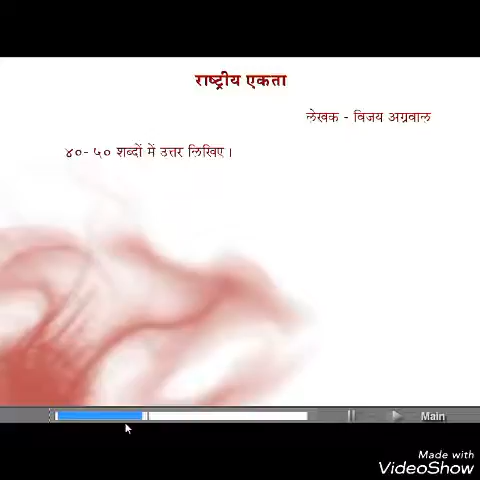 राष्ट्रीय एकता
लेखक - विजय अग्रवाल
४०- ५० शब्दों में उत्तर लिखिए।
Main
Made with
VideoShow